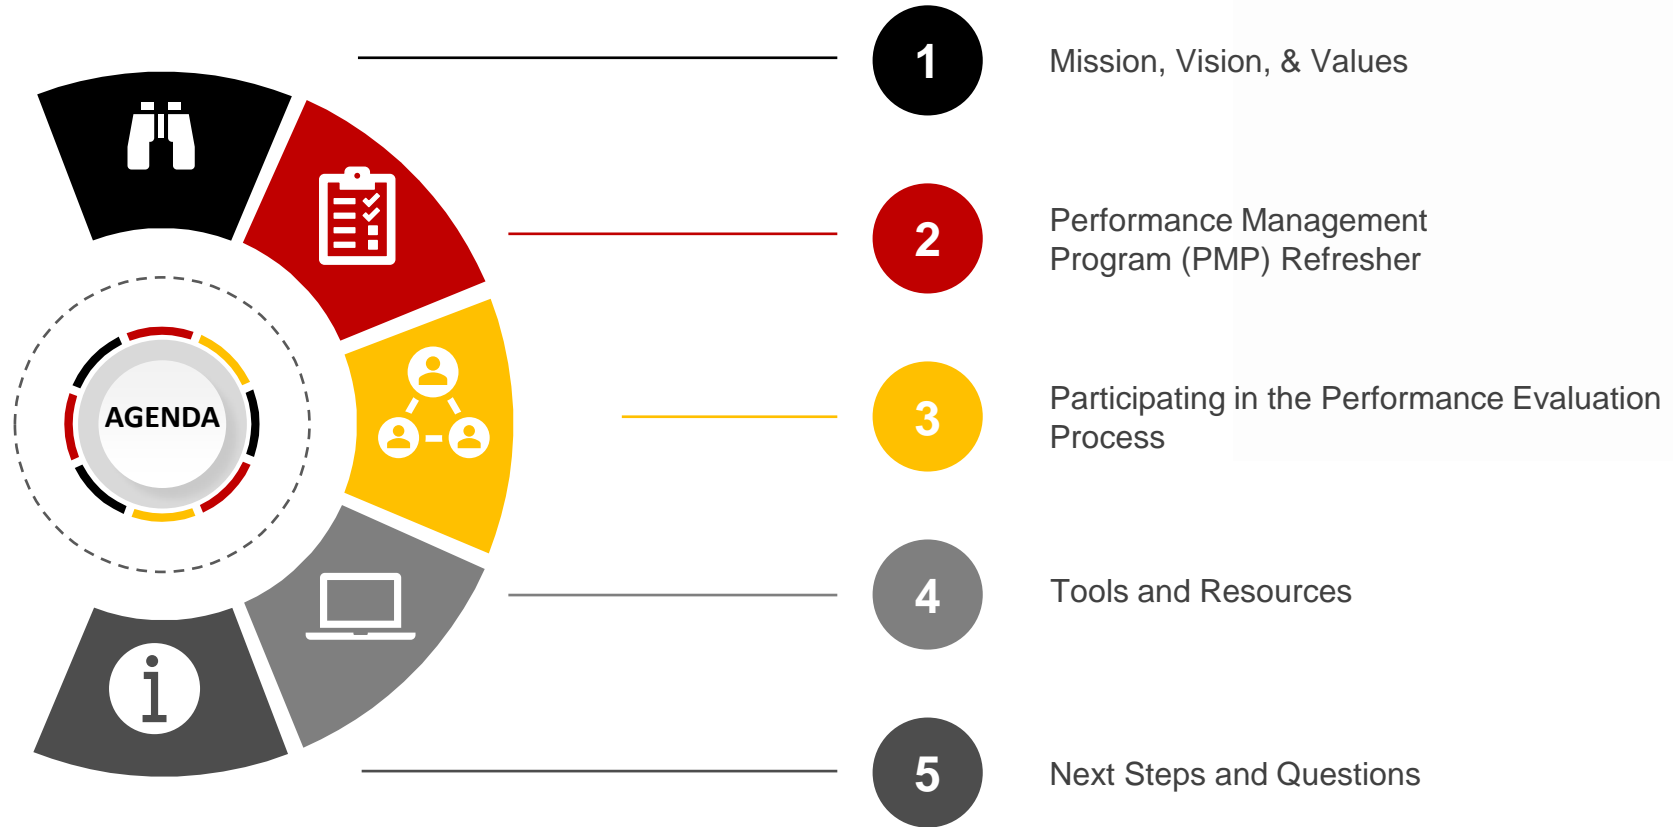 AGENDA
1
Mission, Vision, & Values
2
Performance Management
Program (PMP) Refresher
3
Participating in the Performance Evaluation
Process
4
Tools and Resources
5
Next Steps and Questions